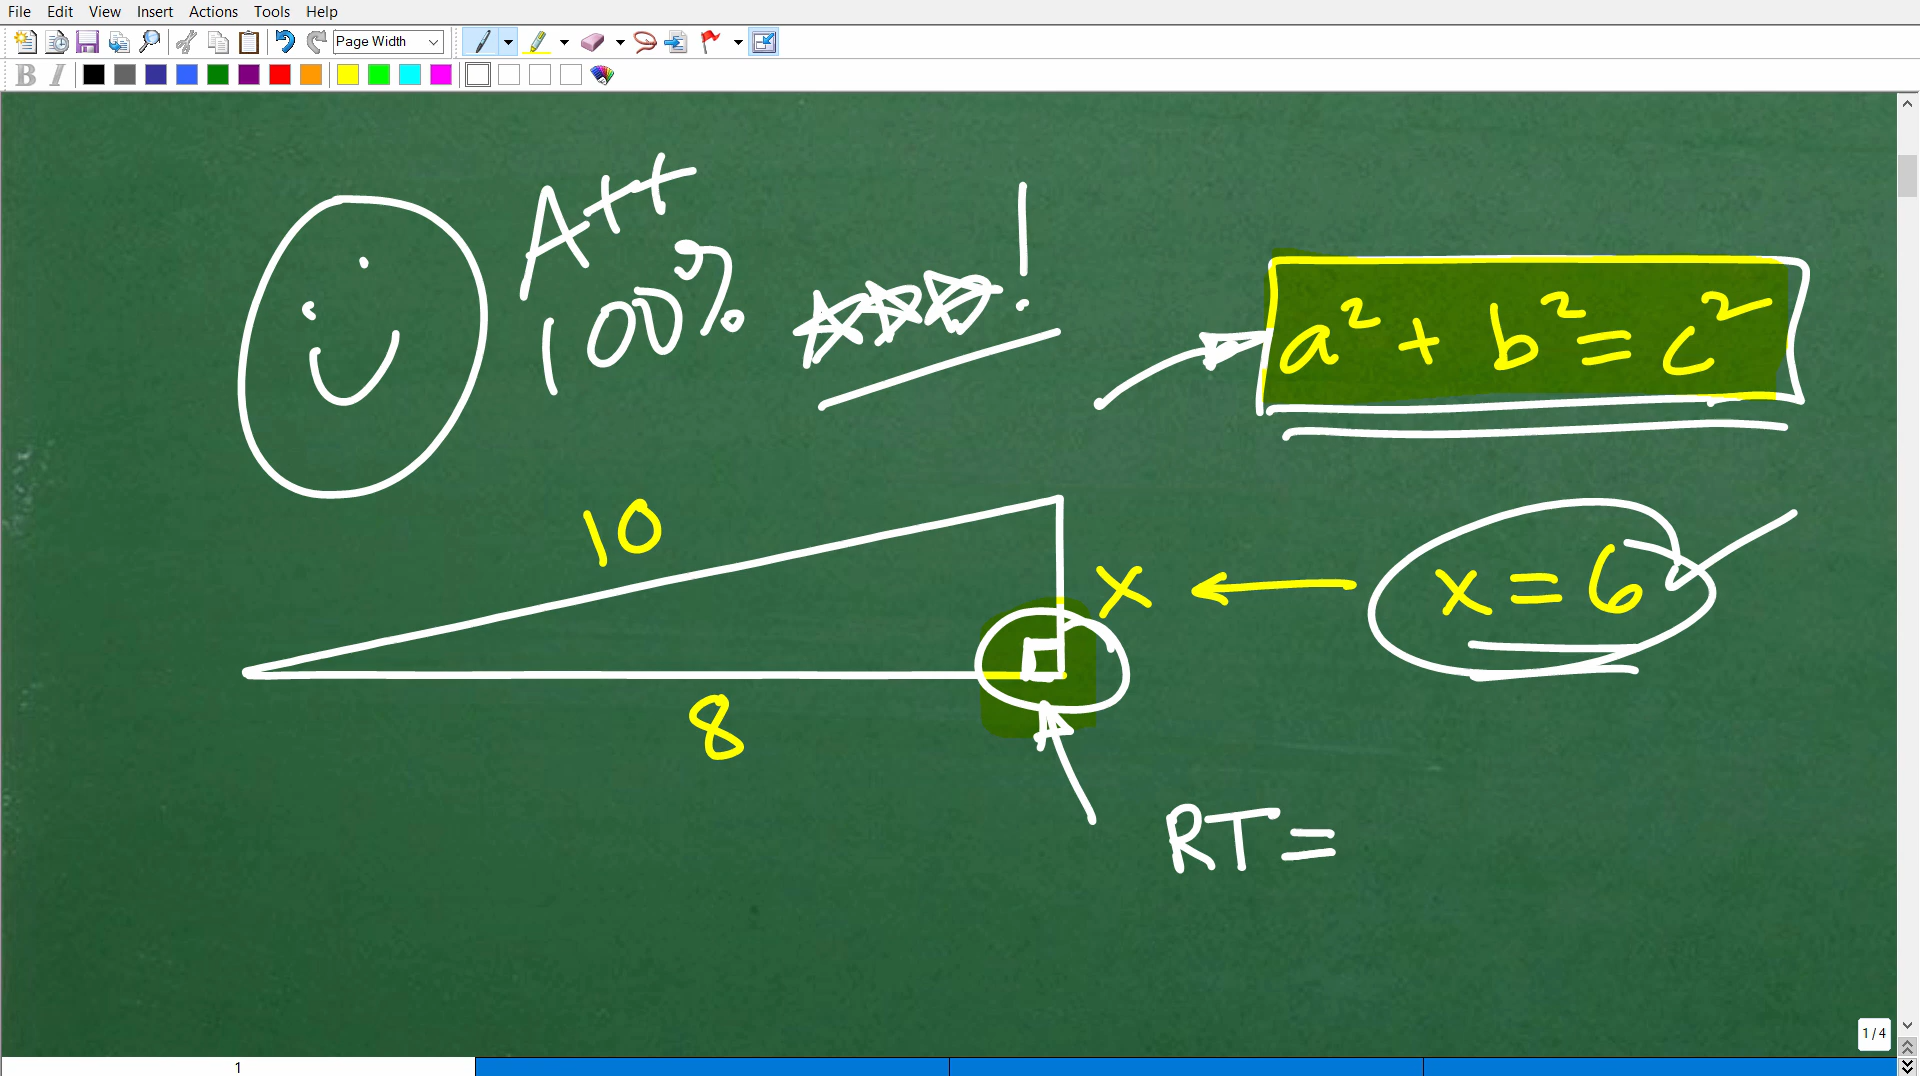 File Edit View Insert Actions Tools Help
Page Width
B I
A++
100% !
a² + b² = c²
10
x
x = 6
8
RT =
1 / 4
1